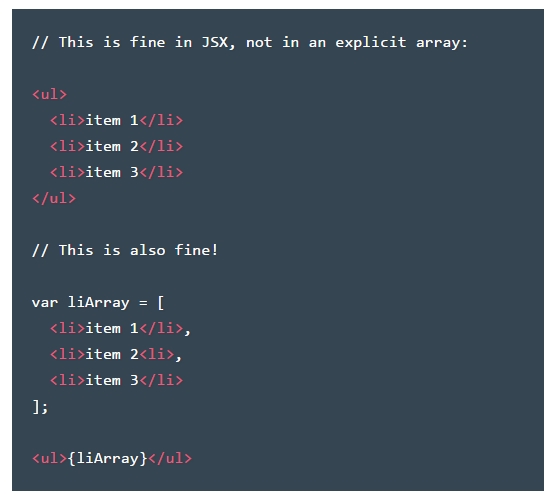 // This is fine in JSX, not in an explicit array:
<ul>
  <li>item 1</li>
  <li>item 2</li>
  <li>item 3</li>
</ul>
// This is also fine!
var liArray = [
  <li>item 1</li>,
  <li>item 2<li>,
  <li>item 3</li>
];
<ul>{liArray}</ul>